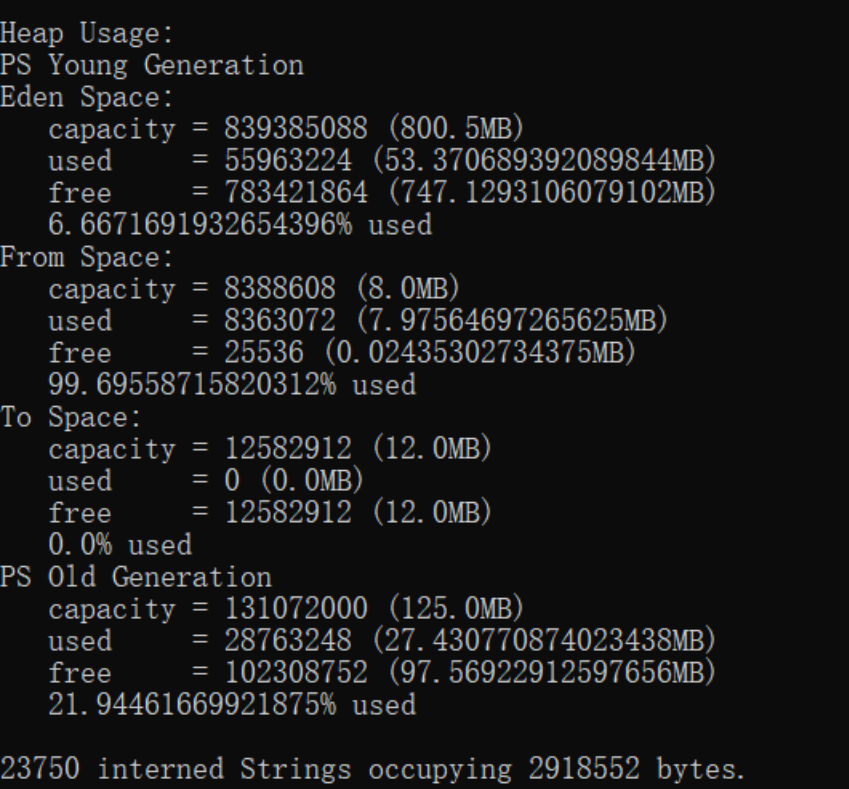 Heap Usage:
PS Young Generation
Eden Space:
   capacity = 839385088 (800.5MB)
   used     = 55963224 (53.370689392089844MB)
   free     = 783421864 (747.1293106079102MB)
   6.6671691932654396% used
From Space:
   capacity = 8388608 (8.0MB)
   used     = 8363072 (7.97564697265625MB)
   free     = 25536 (0.02435302734375MB)
   99.69558715820312% used
To Space:
   capacity = 12582912 (12.0MB)
   used     = 0 (0.0MB)
   free     = 12582912 (12.0MB)
   0.0% used
PS Old Generation
   capacity = 131072000 (125.0MB)
   used     = 28763248 (27.430770874023438MB)
   free     = 102308752 (97.56922912597656MB)
   21.94461669921875% used

23750 interned Strings occupying 2918552 bytes.